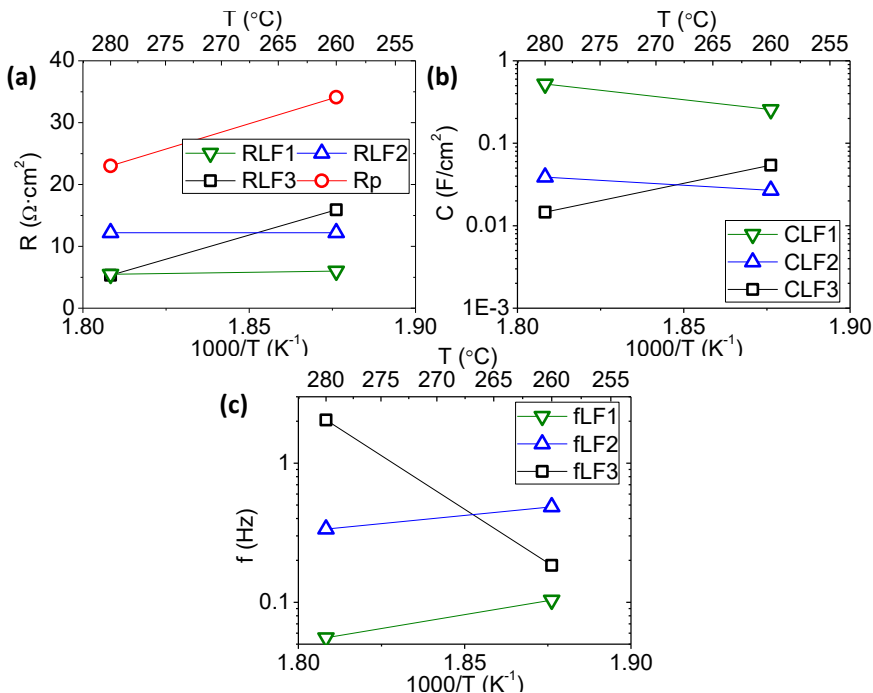 T (°C)
280 275 270 265 260 255
(a)
40
30
20
10
0
R (Ω·cm²)
RLF1 RLF2
RLF3 Rp
1.80 1.85 1.90
1000/T (K⁻¹)
T (°C)
280 275 270 265 260 255
(b)
1
0.1
0.01
1E-3
C (F/cm²)
CLF1
CLF2
CLF3
1.80 1.85 1.90
1000/T (K⁻¹)
T (°C)
280 275 270 265 260 255
(c)
1
0.1
f (Hz)
fLF1
fLF2
fLF3
1.80 1.85 1.90
1000/T (K⁻¹)